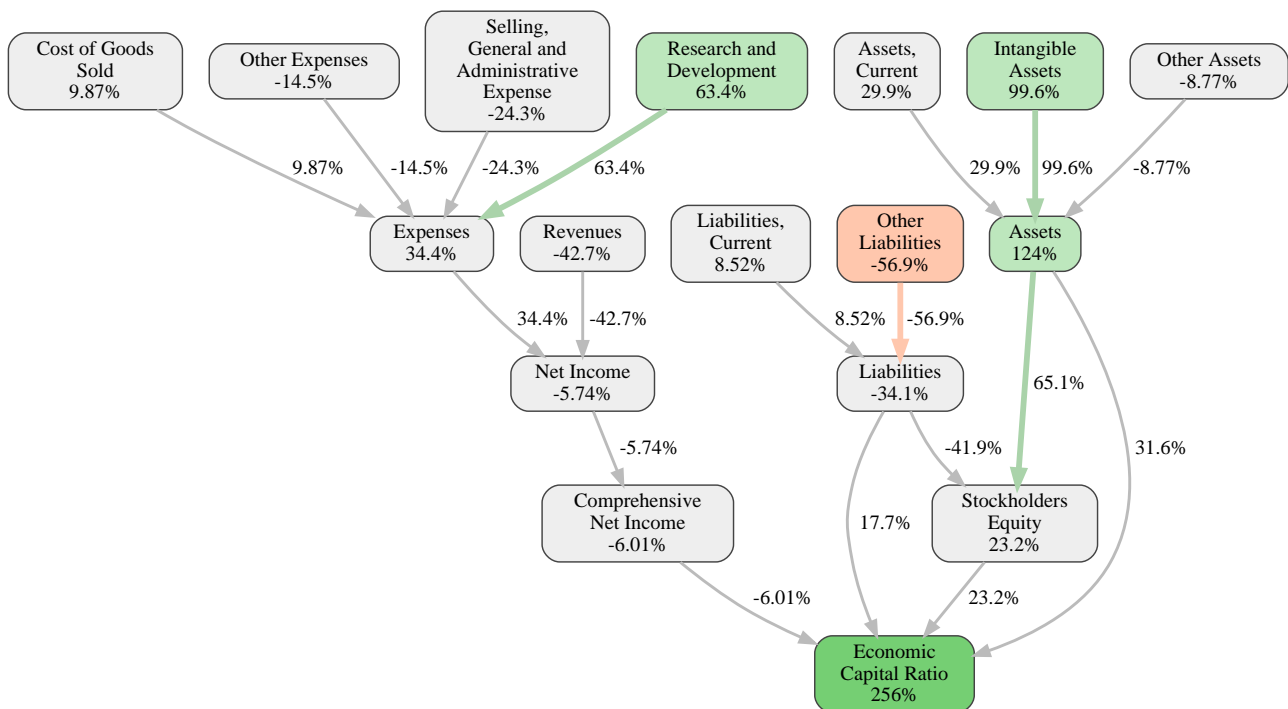 Cost of Goods
Sold
9.87%
Other Expenses
-14.5%
Selling,
General and
Administrative
Expense
-24.3%
Research and
Development
63.4%
Assets,
Current
29.9%
Intangible
Assets
99.6%
Other Assets
-8.77%
9.87%
-14.5%
-24.3%
63.4%
29.9%
99.6%
-8.77%
Expenses
34.4%
Revenues
-42.7%
Liabilities,
Current
8.52%
Other
Liabilities
-56.9%
Assets
124%
34.4%
-42.7%
8.52%
-56.9%
Net Income
-5.74%
Liabilities
-34.1%
65.1%
-5.74%
-41.9%
31.6%
Comprehensive
Net Income
-6.01%
17.7%
Stockholders
Equity
23.2%
-6.01%
23.2%
Economic
Capital Ratio
256%